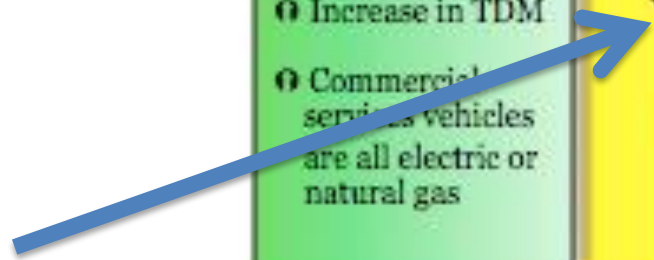 Increase in TDM
Commercial
services vehicles
are all electric or
natural gas